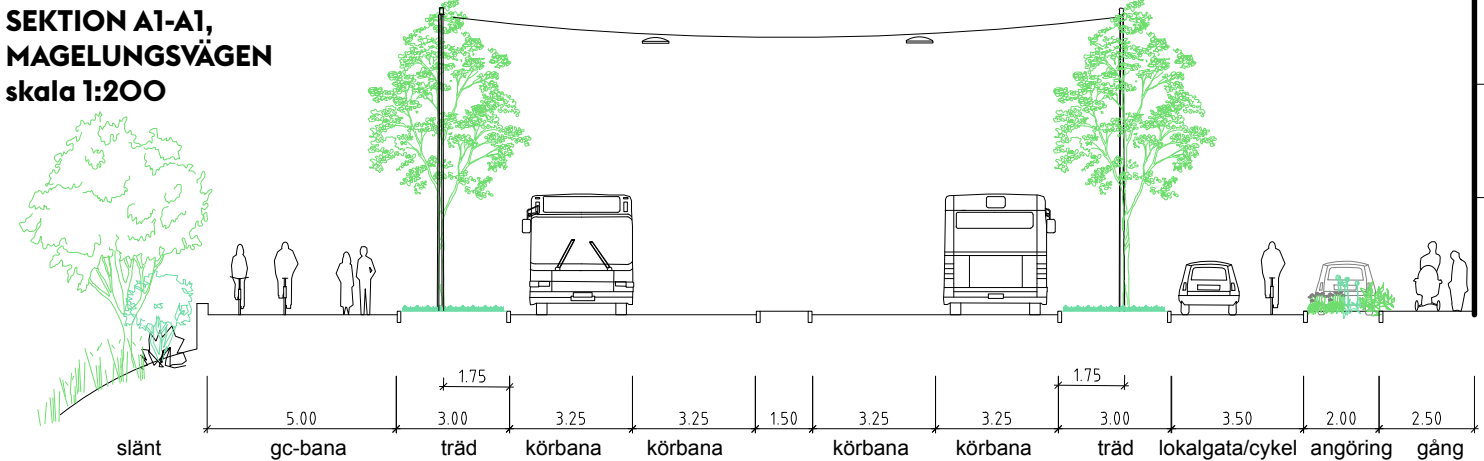 SEKTION A1-A1,
MAGELUNGSVÄGEN
skala 1:200
1.75 1.75
5.00 3.00 3.25 3.25 1.50 3.25 3.25 3.00 3.50 2.00 2.50
slänt gc-bana träd körbana körbana körbana körbana träd lokalgata/cykel angöring gång